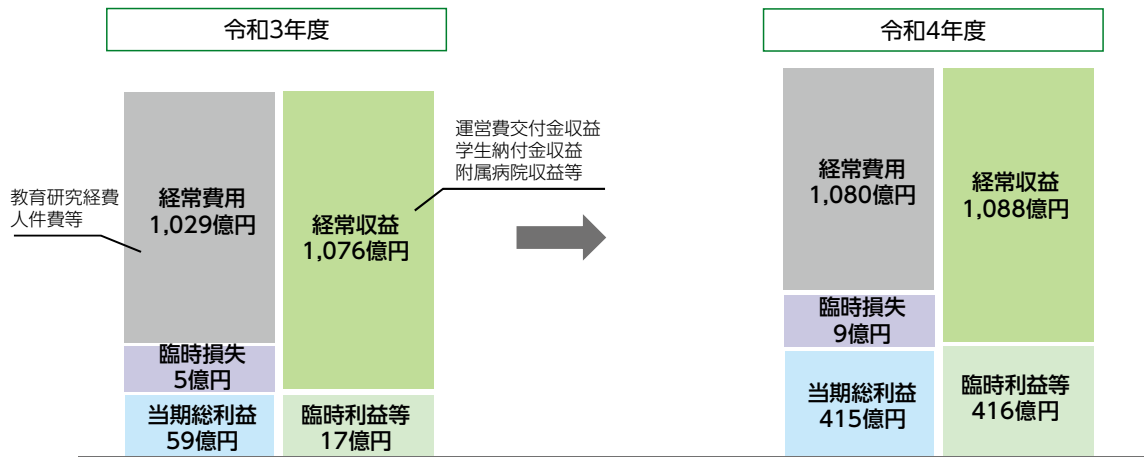 令和3年度
教育研究経費
人件費等
経常費用
1,029億円
臨時損失
5億円
当期総利益
59億円
経常収益
1,076億円
臨時利益等
17億円
運営費交付金収益
学生納付金収益
附属病院収益等
令和4年度
経常費用
1,080億円
臨時損失
9億円
当期総利益
415億円
経常収益
1,088億円
臨時利益等
416億円